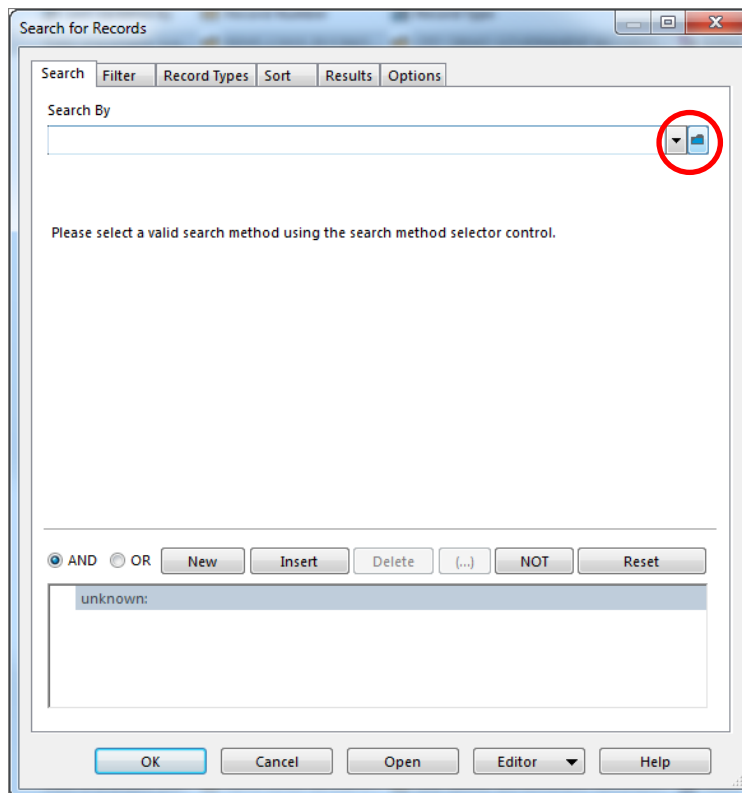 Search for Records
Search Filter Record Types Sort Results Options
Search By
Please select a valid search method using the search method selector control.
AND OR New Insert Delete (...) NOT Reset
unknown:
OK Cancel Open Editor Help